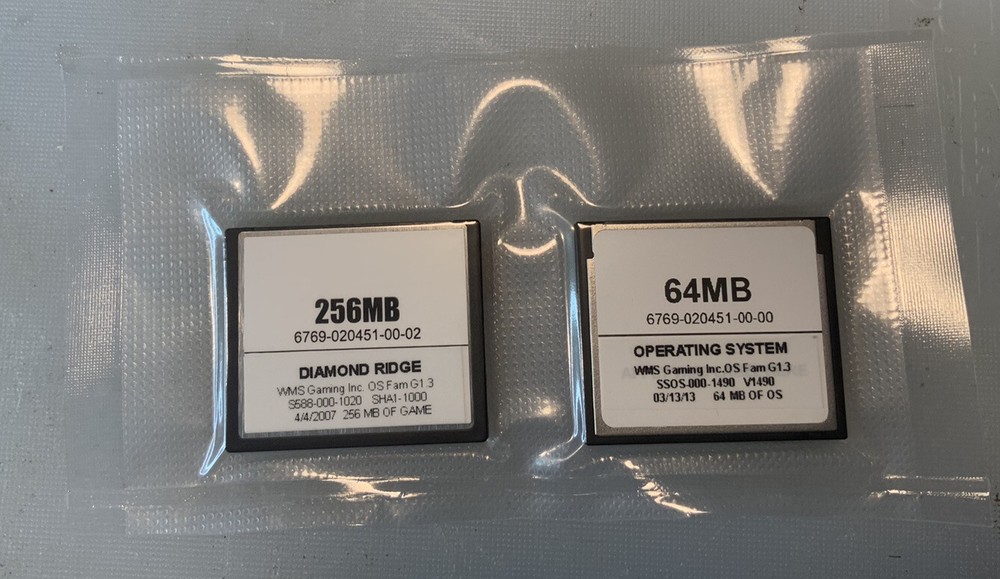 256MB
6769-020451-00-02
DIAMOND RIDGE
WMS Gaming Inc. OS Fam G1.3
S588-000-1020 SHA1-1000
4/4/2007 256 MB OF GAME
64MB
6769-020451-00-00
OPERATING SYSTEM
WMS Gaming Inc.OS Fam G1.3
SSOS-000-1490 V1490
03/13/13 64 MB OF OS